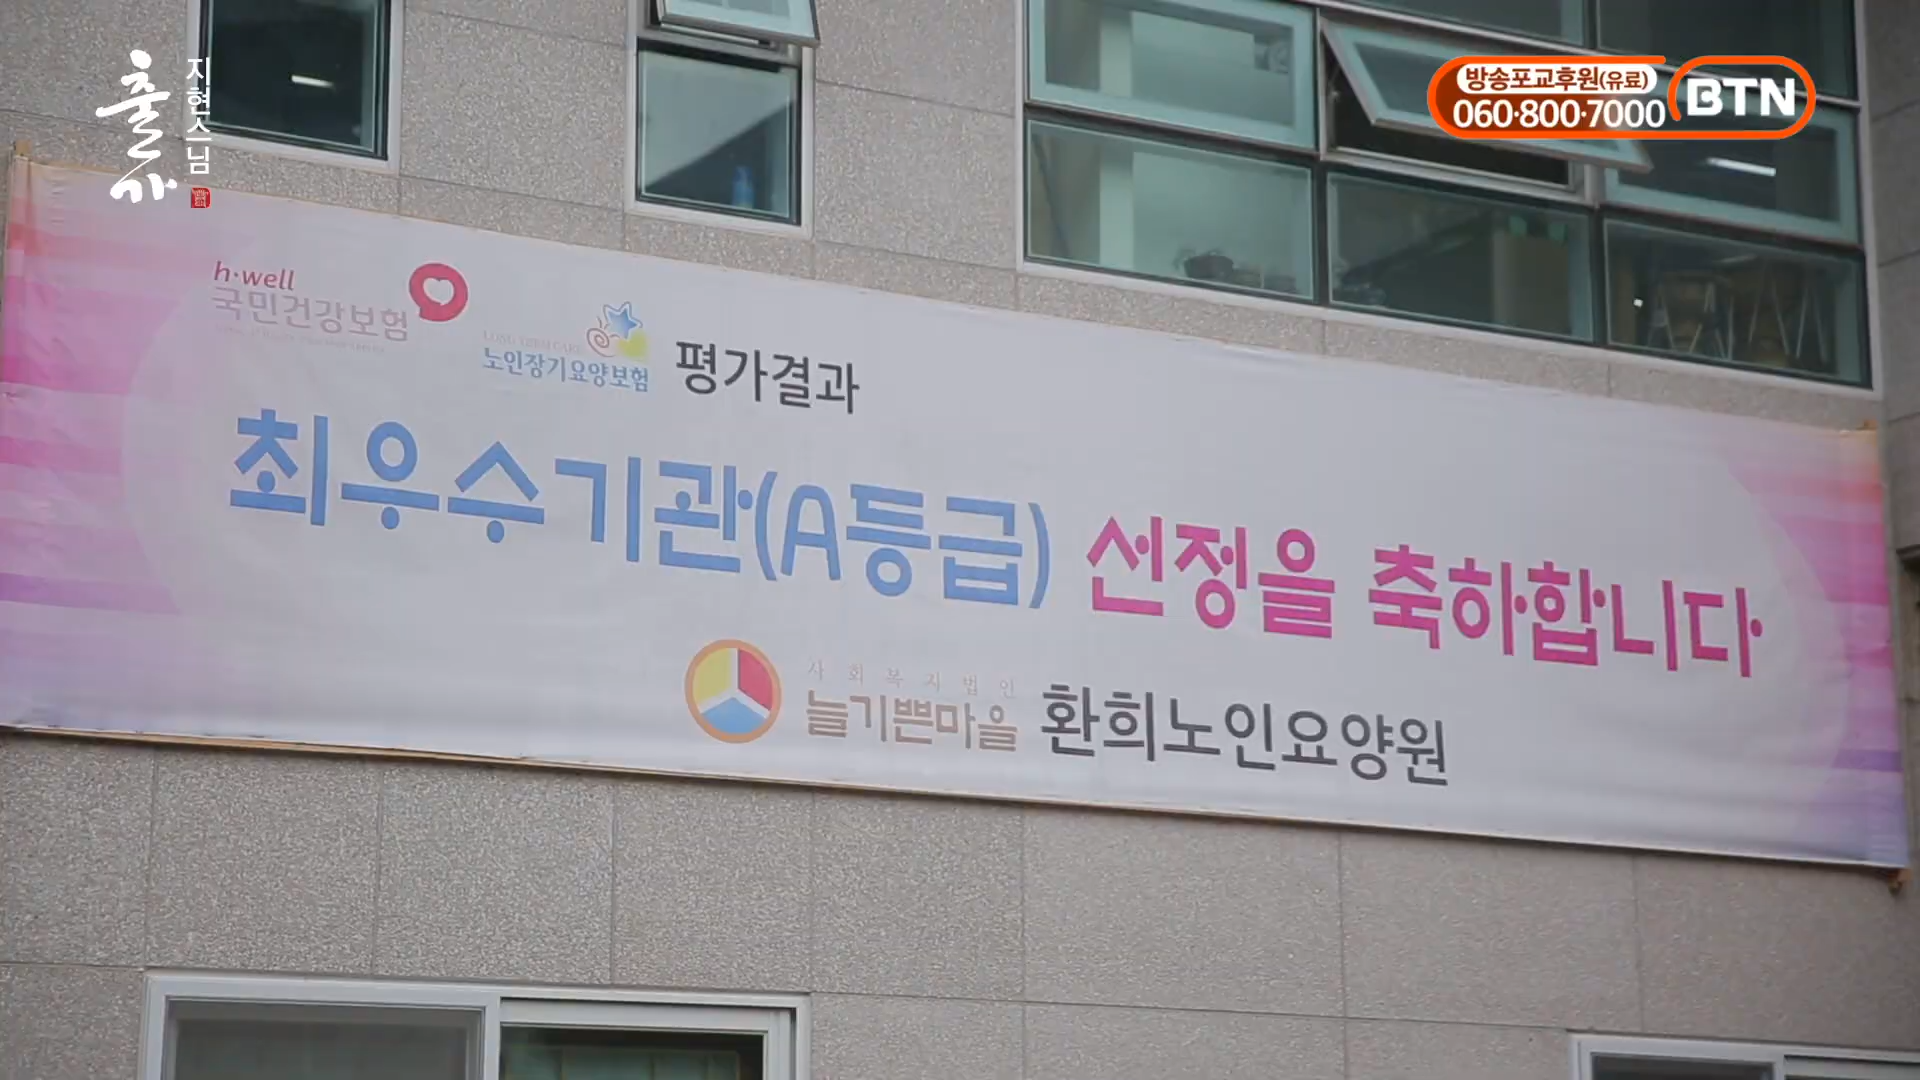 출가
지현스님
방송포교후원(유료)
060·800·7000
BTN
h·well
국민건강보험
LONG TERM CARE
노인장기요양보험
평가결과
최우수기관(A등급) 선정을 축하합니다
사회복지법인
늘기쁜마을 환희노인요양원